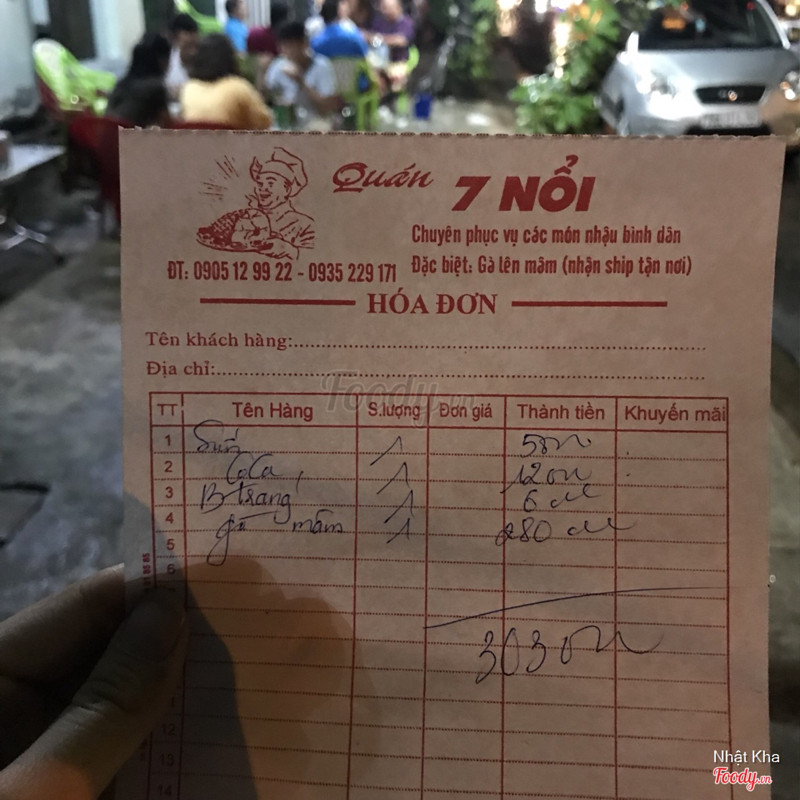 Quán 7 NỔI
Chuyên phục vụ các món nhậu bình dân
ĐT: 0905 12 99 22 - 0935 229 171 Đặc biệt: Gà lên mâm (nhận ship tận nơi)
HÓA ĐƠN
Tên khách hàng:
Địa chỉ:
Foody.vn
TT Tên Hàng S.lượng Đơn giá Thành tiền Khuyến mãi
1 1
2 CoCa 1 12
3 B tráng 1 6
4 gà mâm 1 280
5
6
303
12
13
14
Nhật Kha
Foody.vn